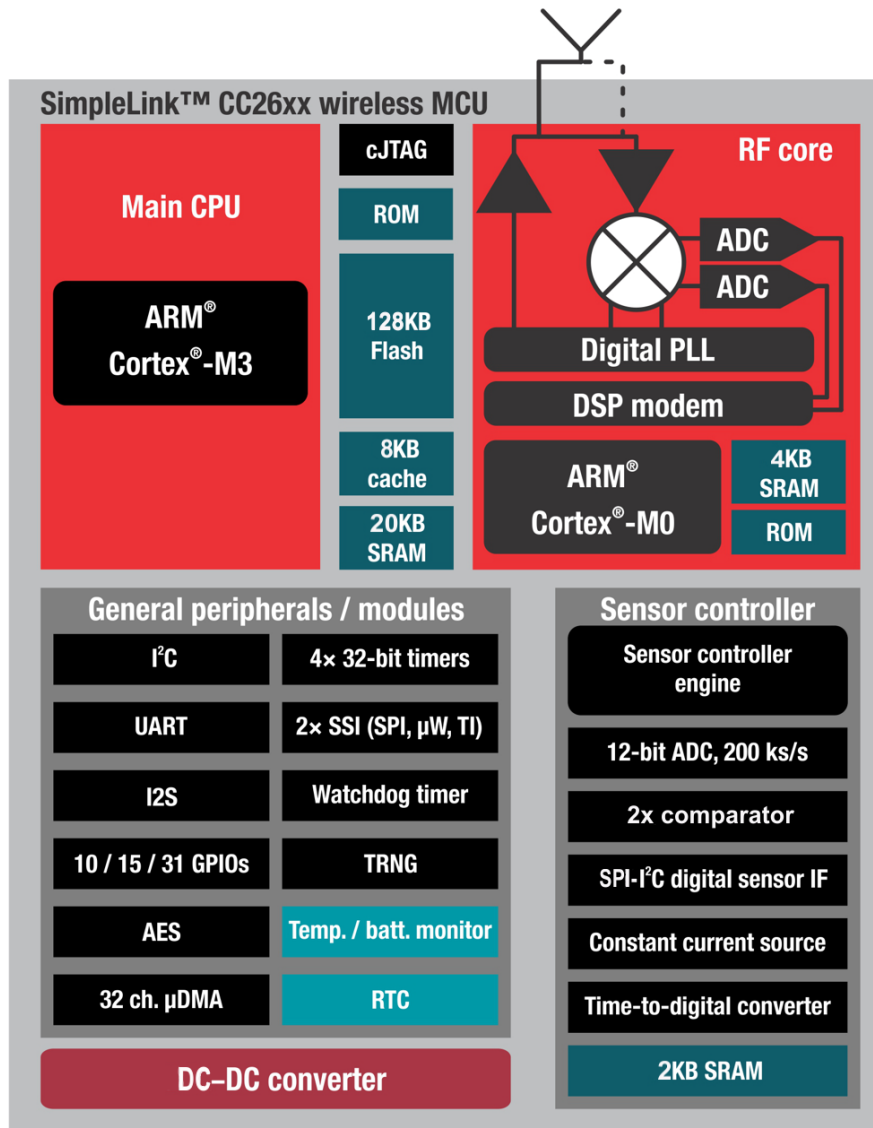 SimpleLink™ CC26xx wireless MCU
Main CPU
ARM®
Cortex®-M3
cJTAG
ROM
128KB
Flash
8KB
cache
20KB
SRAM
RF core
ADC
ADC
Digital PLL
DSP modem
ARM®
Cortex®-M0
4KB
SRAM
ROM
General peripherals / modules
I²C
4× 32-bit timers
UART
2× SSI (SPI, µW, TI)
I2S
Watchdog timer
10 / 15 / 31 GPIOs
TRNG
AES
Temp. / batt. monitor
32 ch. µDMA
RTC
DC–DC converter
Sensor controller
Sensor controller
engine
12-bit ADC, 200 ks/s
2x comparator
SPI-I²C digital sensor IF
Constant current source
Time-to-digital converter
2KB SRAM